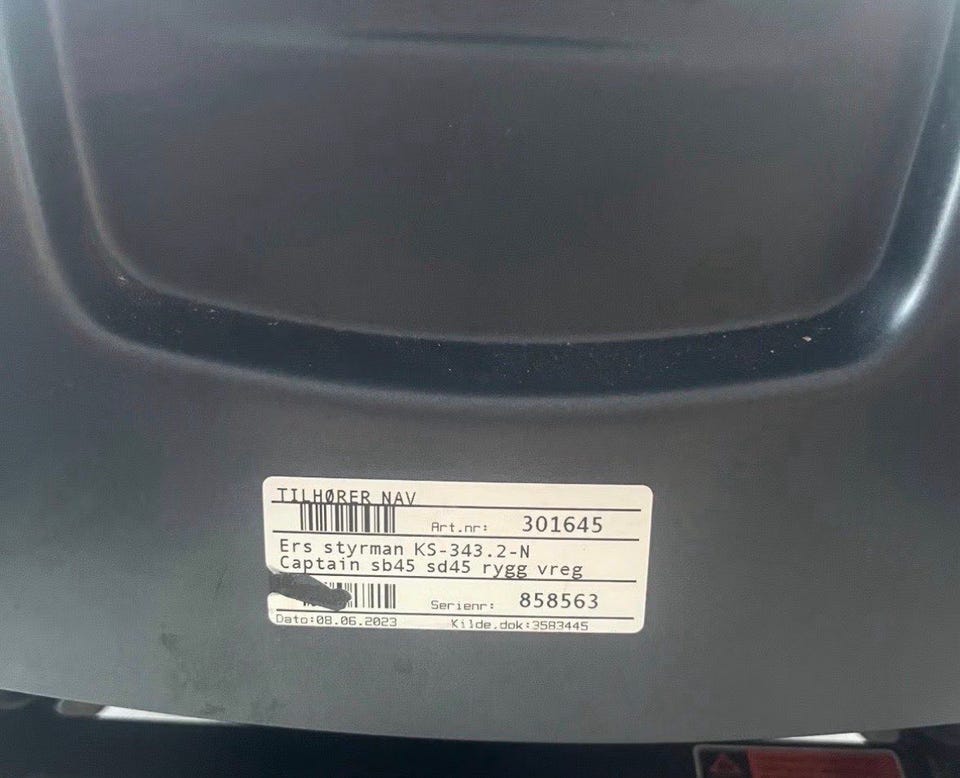 TILHØRER NAV
Art.nr: 301645
Ers styrman KS-343.2-N
Captain sb45 sd45 rygg vreg
Serienr: 858563
Dato:08.06.2023 Kilde.dok:3583445